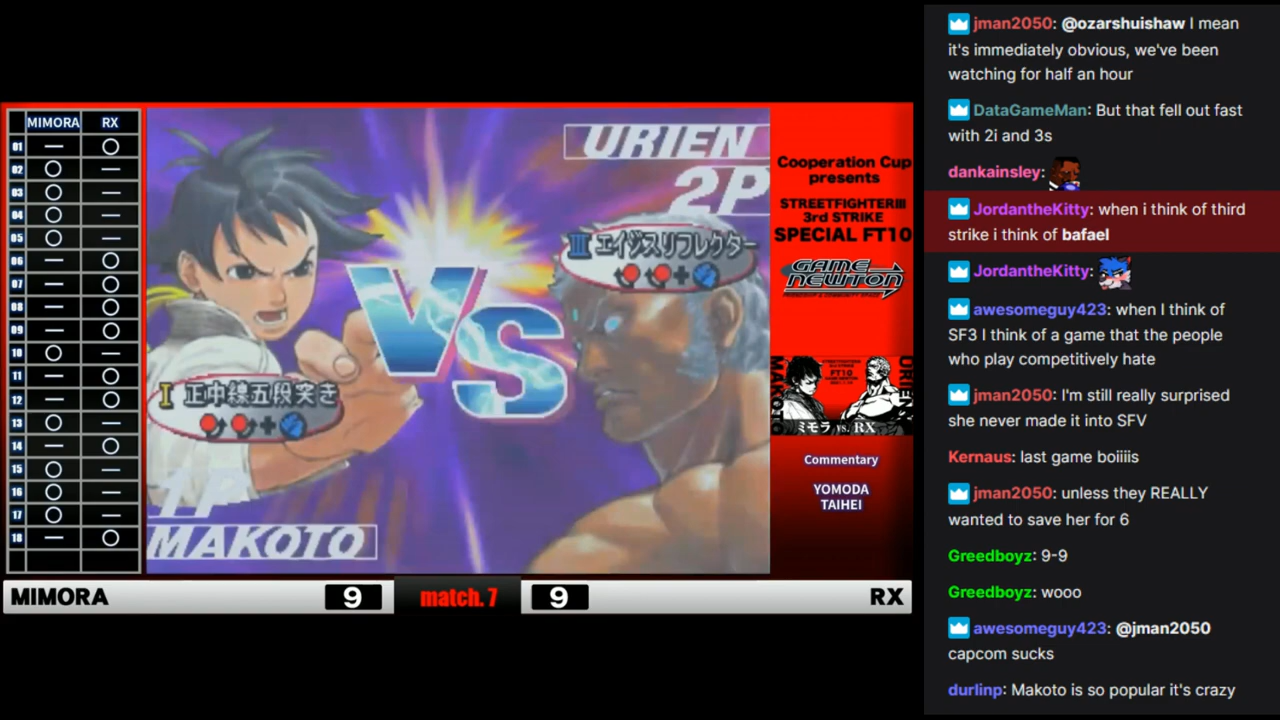 MIMORA RX
01 — ○
02 ○ —
03 ○ —
04 ○ —
05 ○ —
06 — ○
07 — ○
08 — ○
09 — ○
10 ○ —
11 — ○
12 — ○
13 ○ —
14 — ○
15 ○ —
16 ○ —
17 ○ —
18 — ○
URIEN
2P
III エイジスリフレクター
+
VS
I 正中線五段突き
+
1P
MAKOTO
Cooperation Cup
presents
STREETFIGHTERIII
3rd STRIKE
SPECIAL FT10
GAME
NEWTON
FRIENDSHIP & COMMUNITY SPACE
MAKOTO
FT10
URIEN
ミモラ vs. RX
Commentary
YOMODA
TAIHEI
MIMORA 9 match.7 9 RX
jman2050: @ozarshuishaw I mean
it's immediately obvious, we've been
watching for half an hour
DataGameMan: But that fell out fast
with 2i and 3s
dankainsley:
JordantheKitty: when i think of third
strike i think of bafael
JordantheKitty:
awesomeguy423: when I think of
SF3 I think of a game that the people
who play competitively hate
jman2050: I'm still really surprised
she never made it into SFV
Kernaus: last game boiiiis
jman2050: unless they REALLY
wanted to save her for 6
Greedboyz: 9-9
Greedboyz: wooo
awesomeguy423: @jman2050
capcom sucks
durlinp: Makoto is so popular it's crazy